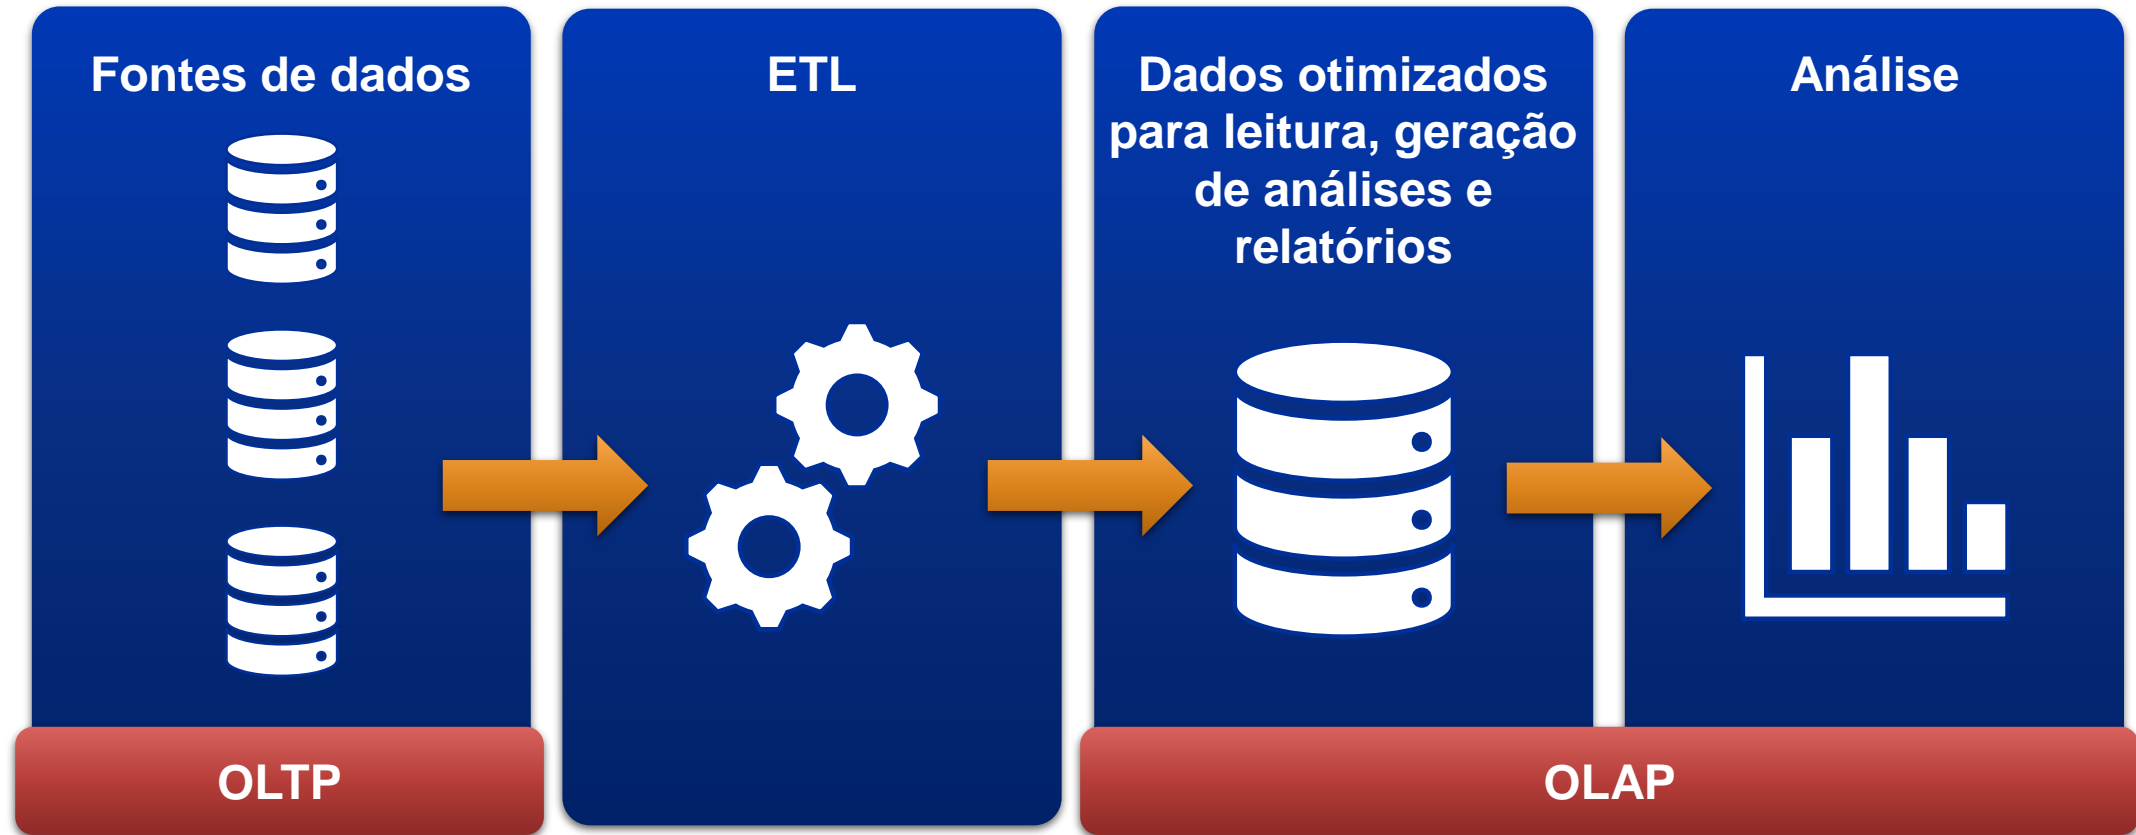 Fontes de dados
ETL
Dados otimizados
para leitura, geração
de análises e
relatórios
Análise
OLTP
OLAP